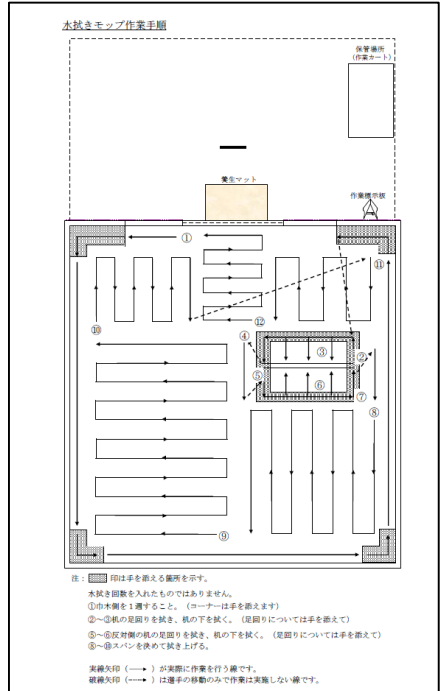 水拭きモップ作業手順
保管場所
(作業カート)
養生マット
作業標示板
①
⑪
⑩
⑫
④
③
②
⑤
⑥
⑦
⑧
⑨
注： 印は手を添える箇所を示す。
水拭き回数を入れたものではありません。
①巾木側を１週すること。（コーナーは手を添えます）
②～③机の足回りを拭き、机の下を拭く。（足回りについては手を添えて）
⑤～⑥反対側の机の足回りを拭き、机の下を拭く。（足回りについては手を添えて）
⑧～⑩スパンを決めて拭き上げる。
実線矢印（ ）が実際に作業を行う線です。
破線矢印（ ）は選手の移動のみで作業は実施しない線です。